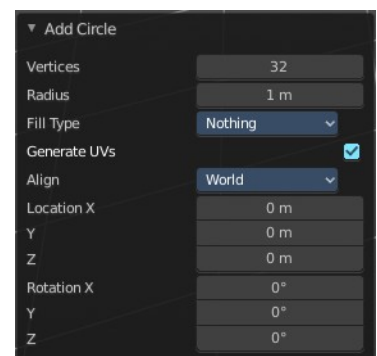 Add Circle
Vertices 32
Radius 1 m
Fill Type Nothing
Generate UVs
Align World
Location X 0 m
Y 0 m
Z 0 m
Rotation X 0°
Y 0°
Z 0°